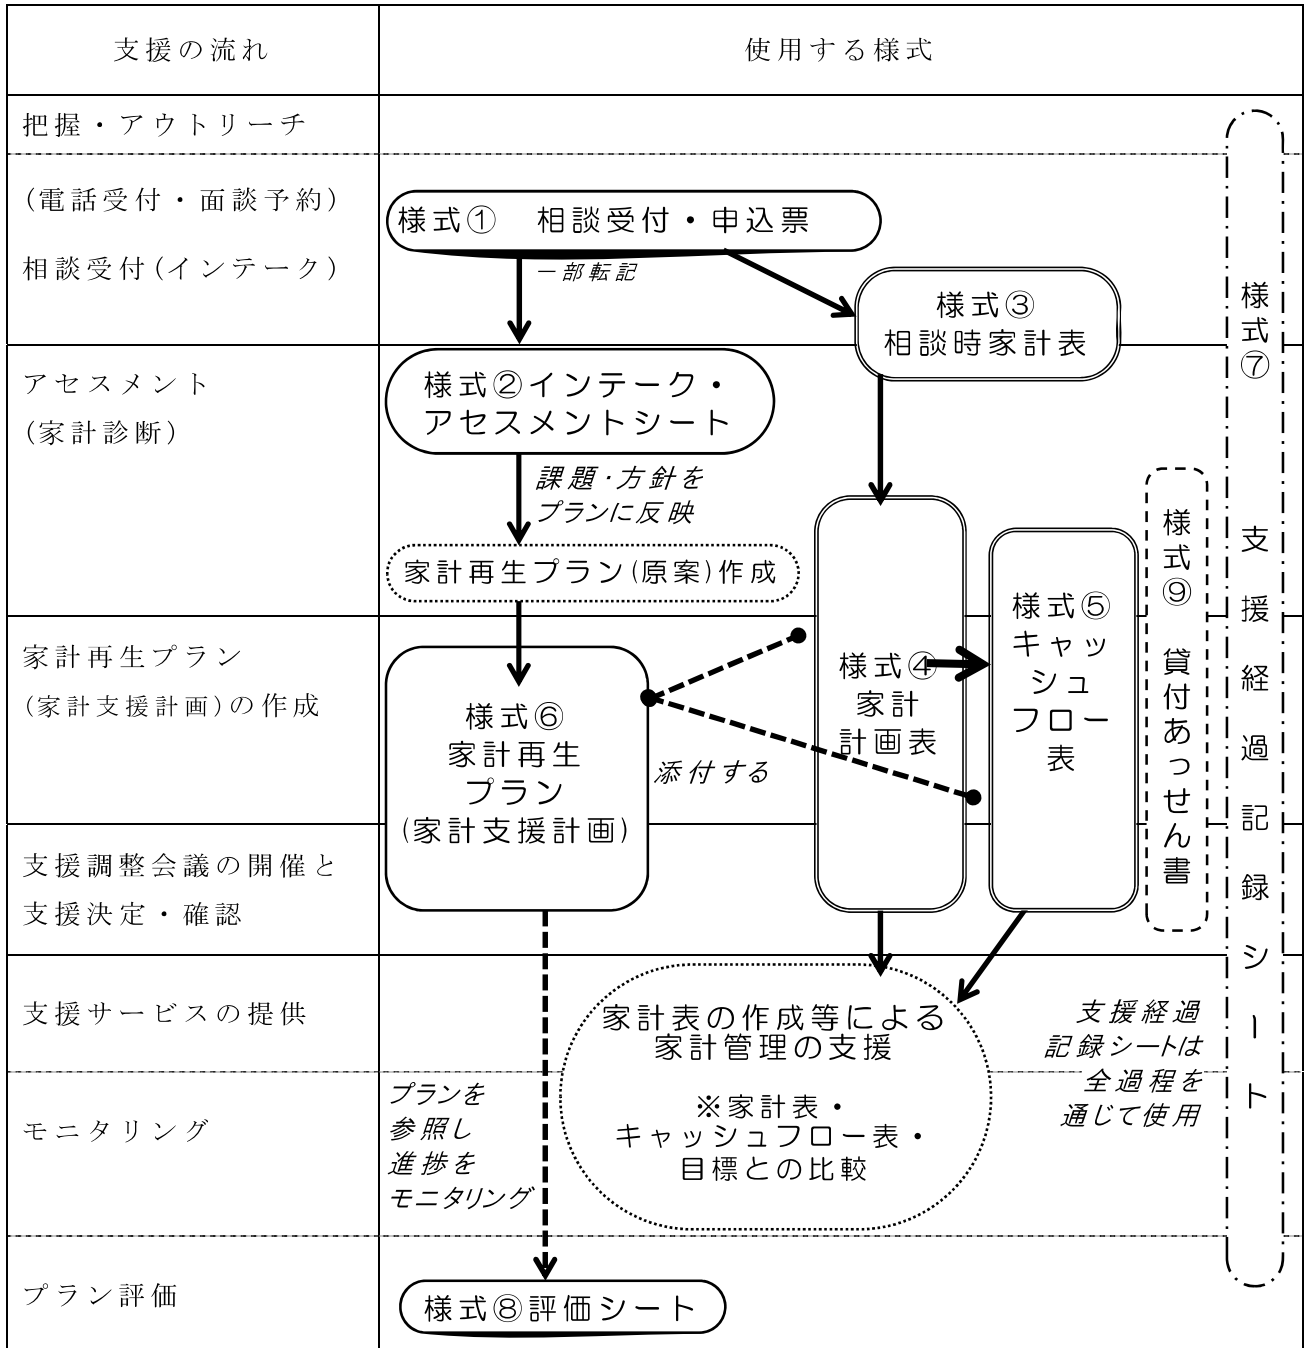 支援の流れ
使用する様式
把握・アウトリーチ
(電話受付・面談予約)
相談受付(インテーク)
様式①　相談受付・申込票
一部転記
様式③
相談時家計表
アセスメント
(家計診断)
様式②インテーク・
アセスメントシート
課題・方針を
プランに反映
家計再生プラン(原案)作成
家計再生プラン
(家計支援計画)の作成
様式⑥
家計再生
プラン
(家計支援計画)
添付する
様式④
家計
計画表
様式⑤
キャッ
シュ
フロー
表
様式⑨　貸付あっせん書
様式⑦　支援経過記録シート
支援調整会議の開催と
支援決定・確認
支援サービスの提供
家計表の作成等による
家計管理の支援
※家計表・
キャッシュフロー表・
目標との比較
支援経過
記録シートは
全過程を
通じて使用
モニタリング
プランを
参照し
進捗を
モニタリング
プラン評価
様式⑧評価シート